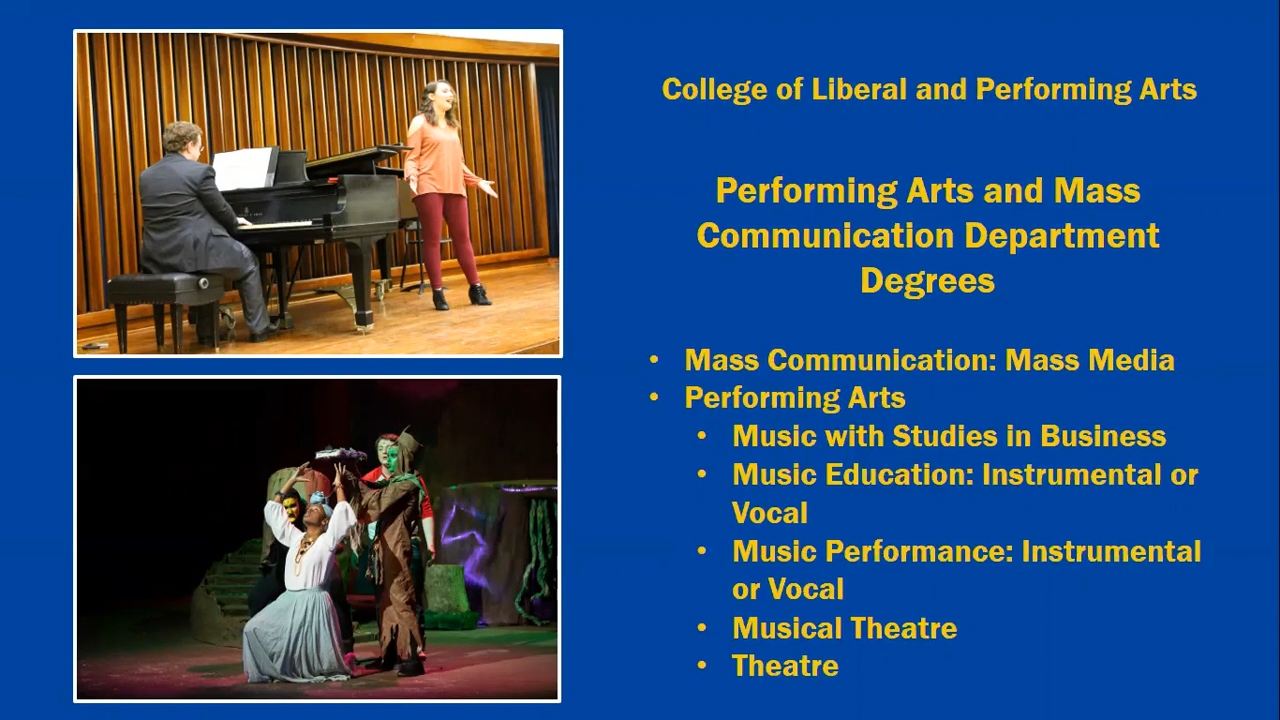 College of Liberal and Performing Arts
Performing Arts and Mass
Communication Department
Degrees
• Mass Communication: Mass Media
• Performing Arts
• Music with Studies in Business
• Music Education: Instrumental or
Vocal
• Music Performance: Instrumental
or Vocal
• Musical Theatre
• Theatre